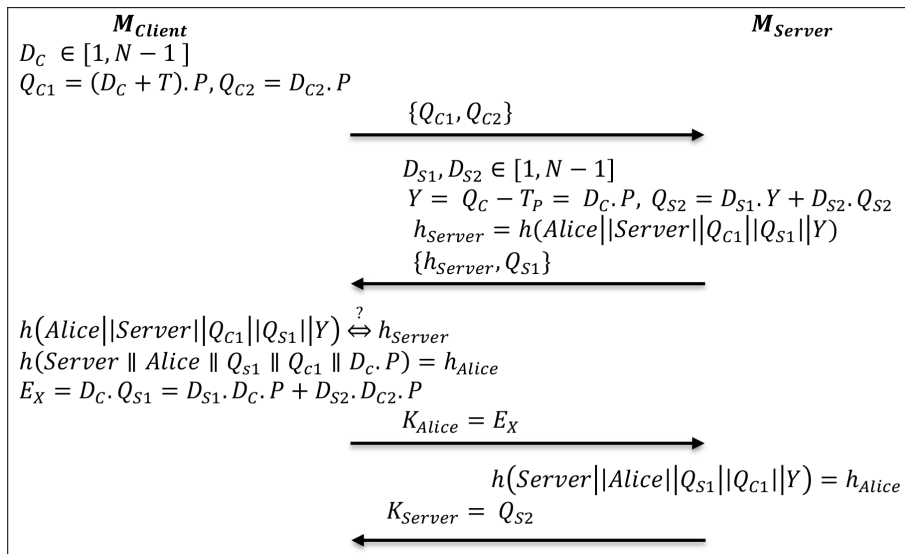 M_Client M_Server
D_C ∈ [1, N − 1 ]
Q_C1 = (D_C + T). P, Q_C2 = D_C2. P
{Q_C1, Q_C2}
D_S1, D_S2 ∈ [1, N − 1]
Y = Q_C − T_P = D_C. P, Q_S2 = D_S1. Y + D_S2. Q_S2
h_Server = h(Alice||Server||Q_C1||Q_S1||Y)
{h_Server, Q_S1}
h(Alice||Server||Q_C1||Q_S1||Y) ⇔? h_Server
h(Server ∥ Alice ∥ Q_s1 ∥ Q_c1 ∥ D_c. P) = h_Alice
E_X = D_C. Q_S1 = D_S1. D_C. P + D_S2. D_C2. P
K_Alice = E_X
h(Server||Alice||Q_S1||Q_C1||Y) = h_Alice
K_Server = Q_S2